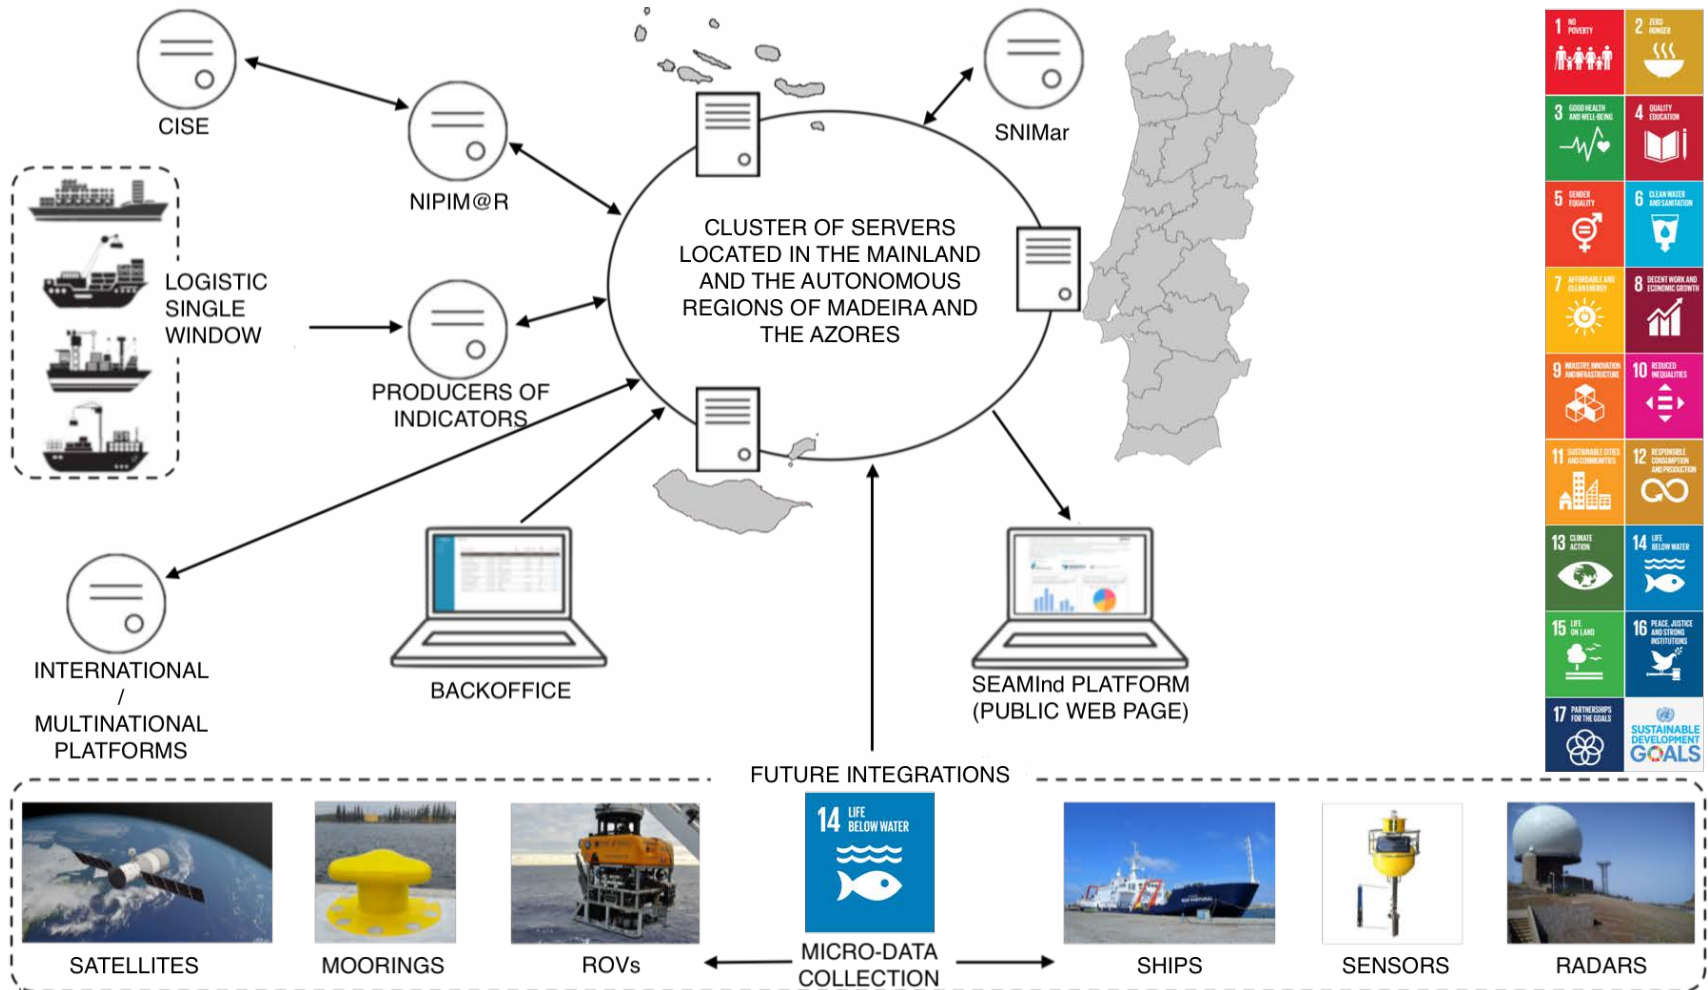 CISE
NIPIM@R
SNIMar
LOGISTIC
SINGLE
WINDOW
PRODUCERS OF
INDICATORS
CLUSTER OF SERVERS
LOCATED IN THE MAINLAND
AND THE AUTONOMOUS
REGIONS OF MADEIRA AND
THE AZORES
INTERNATIONAL
/
MULTINATIONAL
PLATFORMS
BACKOFFICE
SEAMInd PLATFORM
(PUBLIC WEB PAGE)
1 NO
POVERTY
2 ZERO
HUNGER
3 GOOD HEALTH
AND WELL-BEING
4 QUALITY
EDUCATION
5 GENDER
EQUALITY
6 CLEAN WATER
AND SANITATION
7 AFFORDABLE AND
CLEAN ENERGY
8 DECENT WORK AND
ECONOMIC GROWTH
9 INDUSTRY, INNOVATION
AND INFRASTRUCTURE
10 REDUCED
INEQUALITIES
11 SUSTAINABLE CITIES
AND COMMUNITIES
12 RESPONSIBLE
CONSUMPTION
AND PRODUCTION
13 CLIMATE
ACTION
14 LIFE
BELOW WATER
15 LIFE
ON LAND
16 PEACE, JUSTICE
AND STRONG
INSTITUTIONS
17 PARTNERSHIPS
FOR THE GOALS
SUSTAINABLE
DEVELOPMENT
GOALS
FUTURE INTEGRATIONS
14 LIFE
BELOW WATER
SATELLITES
MOORINGS
ROVs
MICRO-DATA
COLLECTION
SHIPS
SENSORS
RADARS